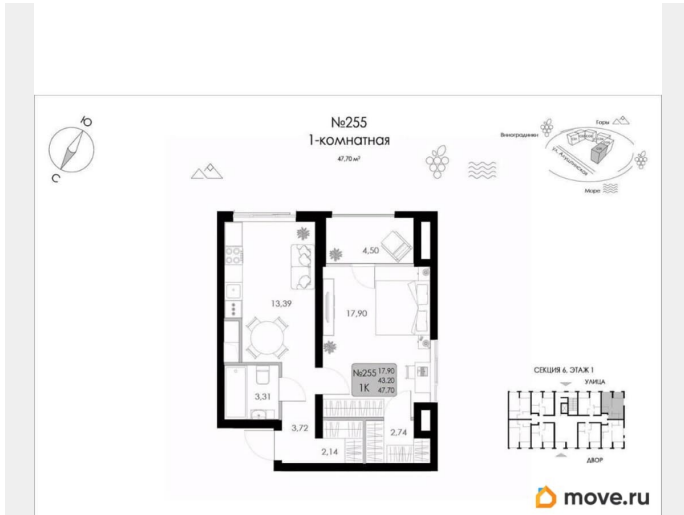 Ю
С
№255
1-комнатная
47,70 м²
Горы
Виноградники
ул. Алуштинская
Море
4,50
13,39
17,90
№255 17,90
43,20
1К 47,70
3,31
3,72
2,74
2,14
СЕКЦИЯ 6, ЭТАЖ 1
УЛИЦА
ДВОР
move.ru